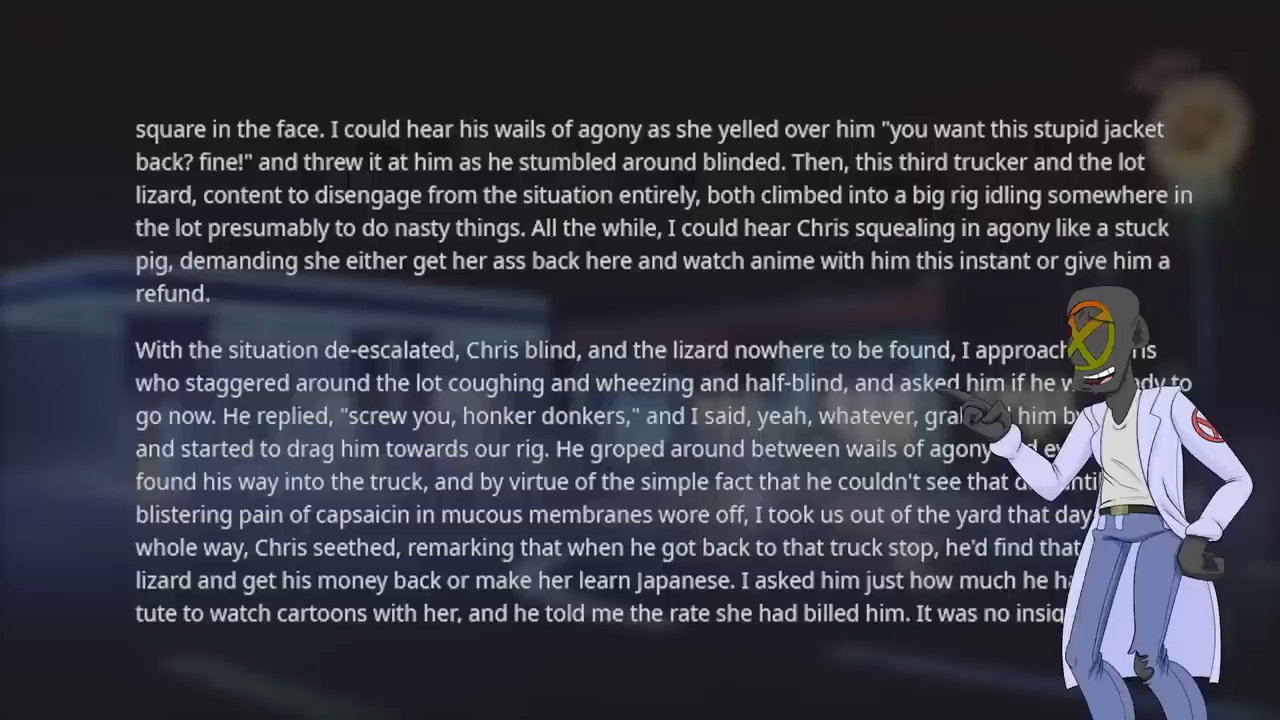 square in the face. I could hear his wails of agony as she yelled over him "you want this stupid jacket
back? fine!" and threw it at him as he stumbled around blinded. Then, this third trucker and the lot
lizard, content to disengage from the situation entirely, both climbed into a big rig idling somewhere in
the lot presumably to do nasty things. All the while, I could hear Chris squealing in agony like a stuck
pig, demanding she either get her ass back here and watch anime with him this instant or give him a
refund.
With the situation de-escalated, Chris blind, and the lizard nowhere to be found, I
who staggered around the lot coughing and wheezing and half-blind, and asked him if he to
go now. He replied, "screw you, honker donkers," and I said, yeah, whatever, him
and started to drag him towards our rig. He groped around between wails of agony
found his way into the truck, and by virtue of the simple fact that he couldn't see that
blistering pain of capsaicin in mucous membranes wore off, I took us out of the yard that day
whole way, Chris seethed, remarking that when he got back to that truck stop, he'd find that
lizard and get his money back or make her learn Japanese. I asked him just how much he
tute to watch cartoons with her, and he told me the rate she had billed him. It was no